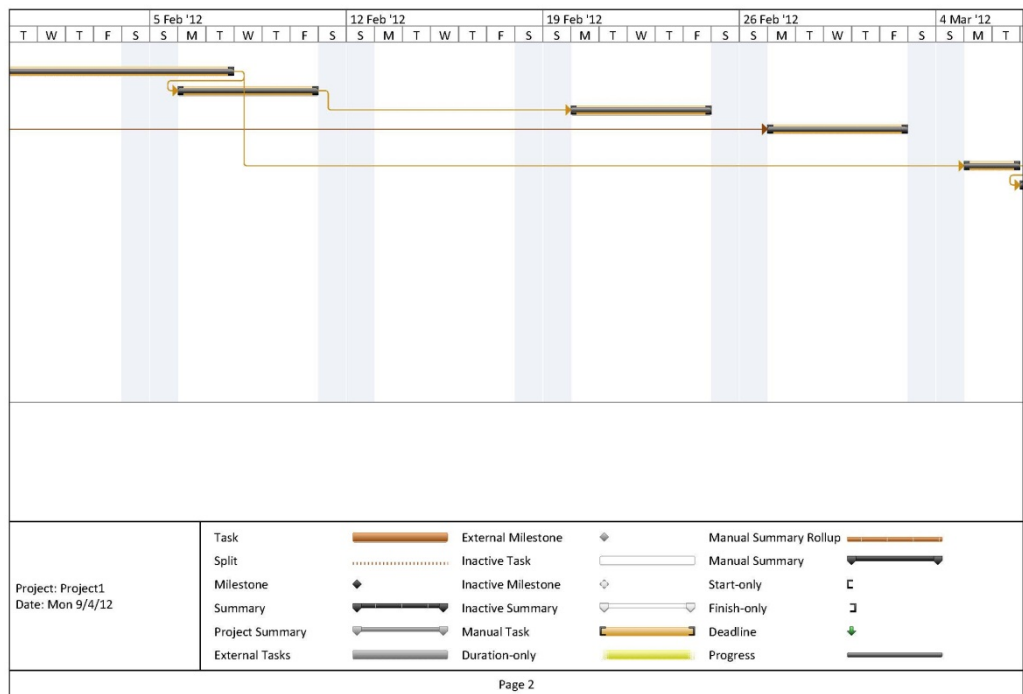 5 Feb '12 12 Feb '12 19 Feb '12 26 Feb '12 4 Mar '12
T W T F S S M T W T F S S M T W T F S S M T W T F S S M T W T F S S M T
Task External Milestone Manual Summary Rollup
Split Inactive Task Manual Summary
Project: Project1
Date: Mon 9/4/12
Milestone Inactive Milestone Start-only
Summary Inactive Summary Finish-only
Project Summary Manual Task Deadline
External Tasks Duration-only Progress
Page 2